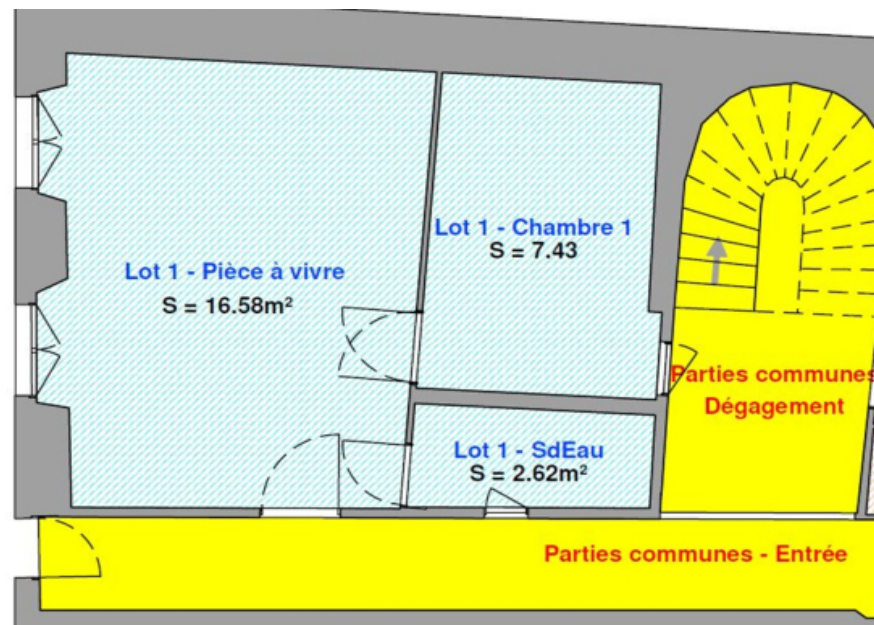 Lot 1 - Pièce à vivre
S = 16.58m²
Lot 1 - Chambre 1
S = 7.43
Lot 1 - SdEau
S = 2.62m²
Parties communes
Dégagement
Parties communes - Entrée